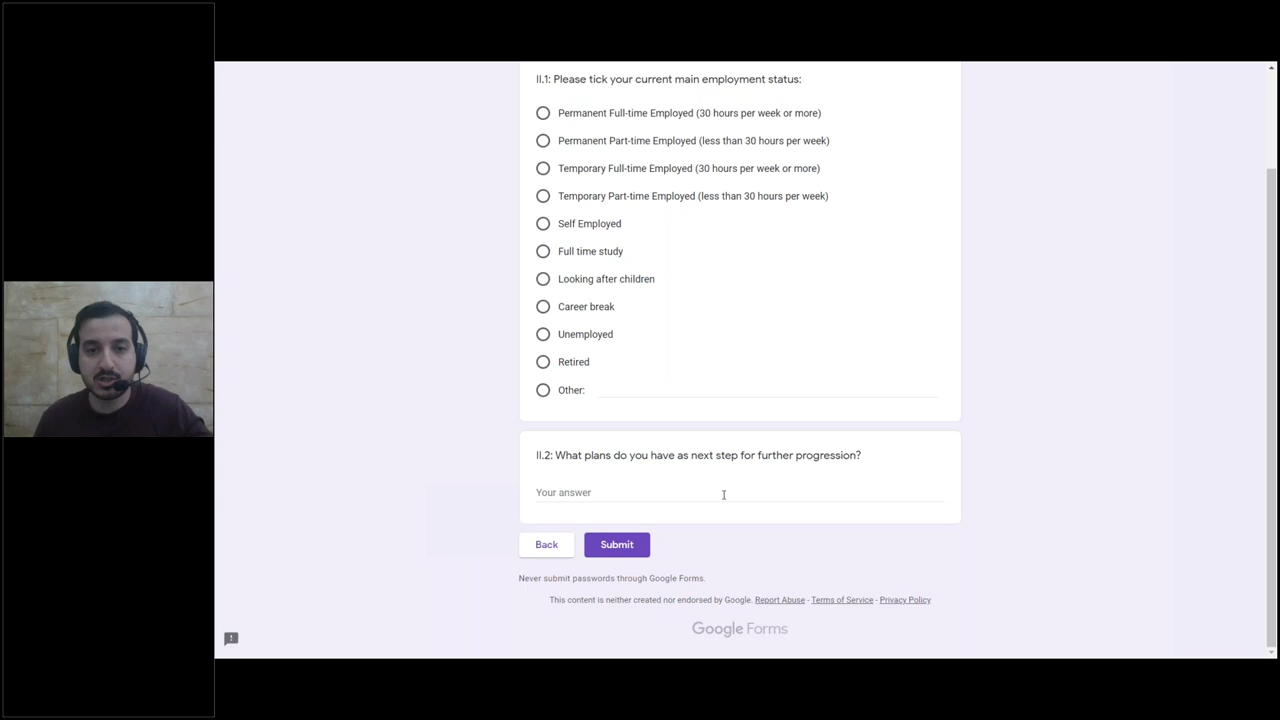 II.1: Please tick your current main employment status:
Permanent Full-time Employed (30 hours per week or more)
Permanent Part-time Employed (less than 30 hours per week)
Temporary Full-time Employed (30 hours per week or more)
Temporary Part-time Employed (less than 30 hours per week)
Self Employed
Full time study
Looking after children
Career break
Unemployed
Retired
Other:
II.2: What plans do you have as next step for further progression?
Your answer
Back
Submit
Never submit passwords through Google Forms.
This content is neither created nor endorsed by Google. Report Abuse - Terms of Service - Privacy Policy
Google Forms